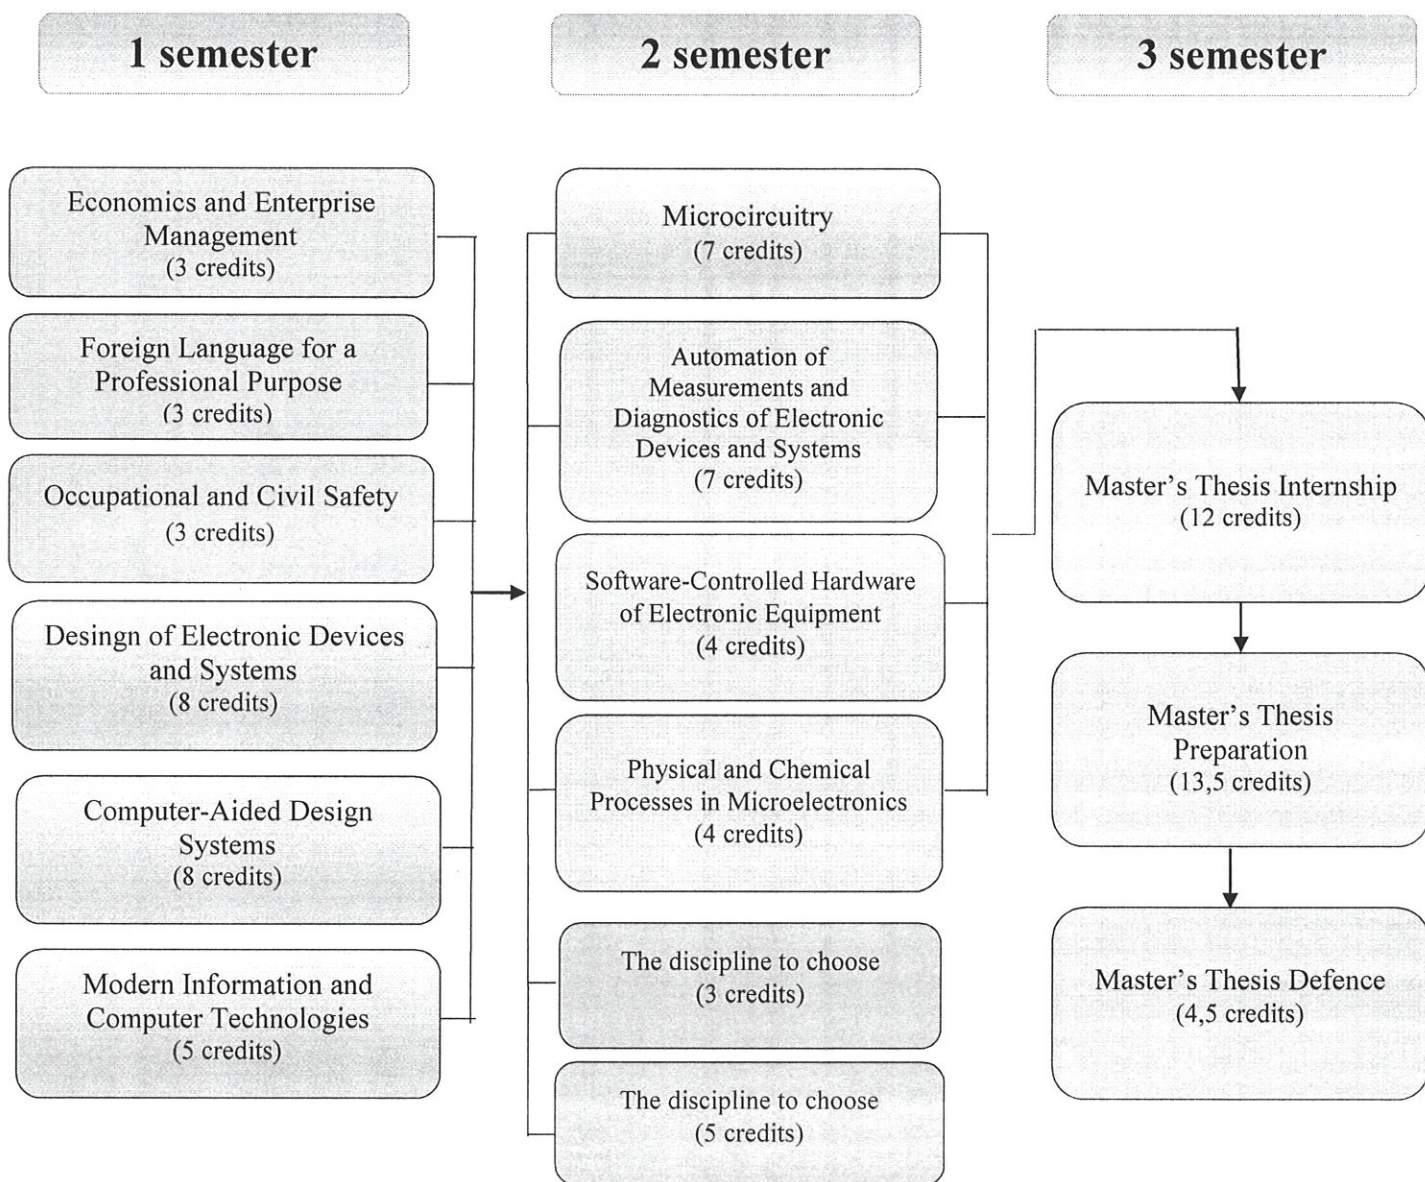 1 semester
2 semester
3 semester
Economics and Enterprise
Management
(3 credits)
Foreign Language for a
Professional Purpose
(3 credits)
Occupational and Civil Safety
(3 credits)
Desingn of Electronic Devices
and Systems
(8 credits)
Computer-Aided Design
Systems
(8 credits)
Modern Information and
Computer Technologies
(5 credits)
Microcircuitry
(7 credits)
Automation of
Measurements and
Diagnostics of Electronic
Devices and Systems
(7 credits)
Software-Controlled Hardware
of Electronic Equipment
(4 credits)
Physical and Chemical
Processes in Microelectronics
(4 credits)
The discipline to choose
(3 credits)
The discipline to choose
(5 credits)
Master's Thesis Internship
(12 credits)
Master's Thesis
Preparation
(13,5 credits)
Master's Thesis Defence
(4,5 credits)